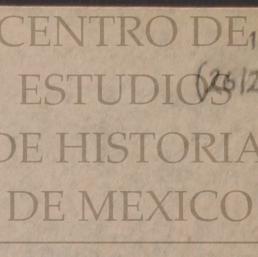 CENTRO DE
ESTUDIOS
DE HISTORIA
DE MEXICO